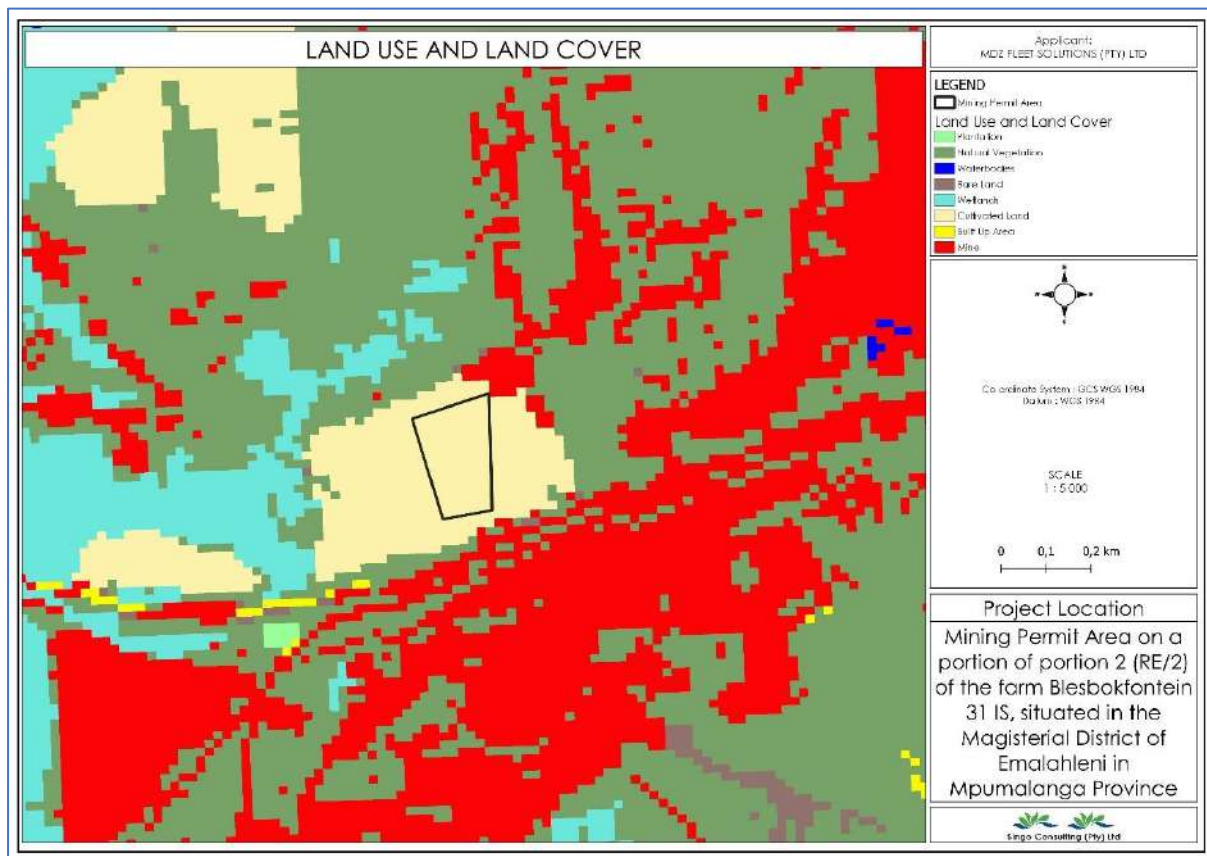 LAND USE AND LAND COVER
Applicant:
MDZ FLEET SOLUTIONS (PTY) LTD
LEGEND
Mining Permit Area
Land Use and Land Cover
Plantation
Natural Vegetation
Waterbodies
Bare Land
Wetlands
Cultivated Land
Built Up Area
Mine
Co-ordinate System : GCS WGS 1984
Datum : WGS 1984
SCALE
1 : 5 000
0 0,1 0,2 km
Project Location
Mining Permit Area on a
portion of portion 2 (RE/2)
of the farm Blesbokfontein
31 IS, situated in the
Magisterial District of
Emalahleni in
Mpumalanga Province
Singo Consulting (Pty) Ltd